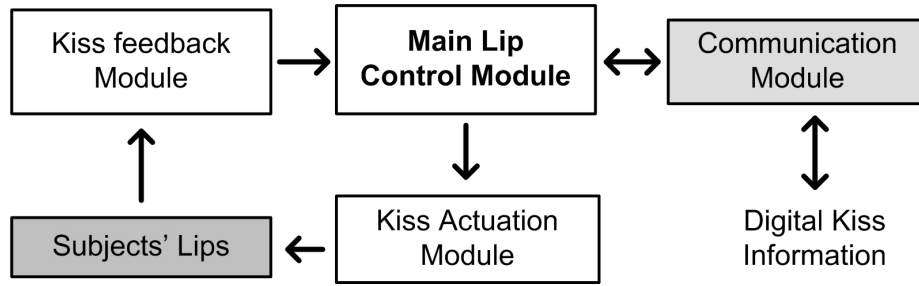 Kiss feedback
Module
Main Lip
Control Module
Communication
Module
Subjects' Lips
Kiss Actuation
Module
Digital Kiss
Information